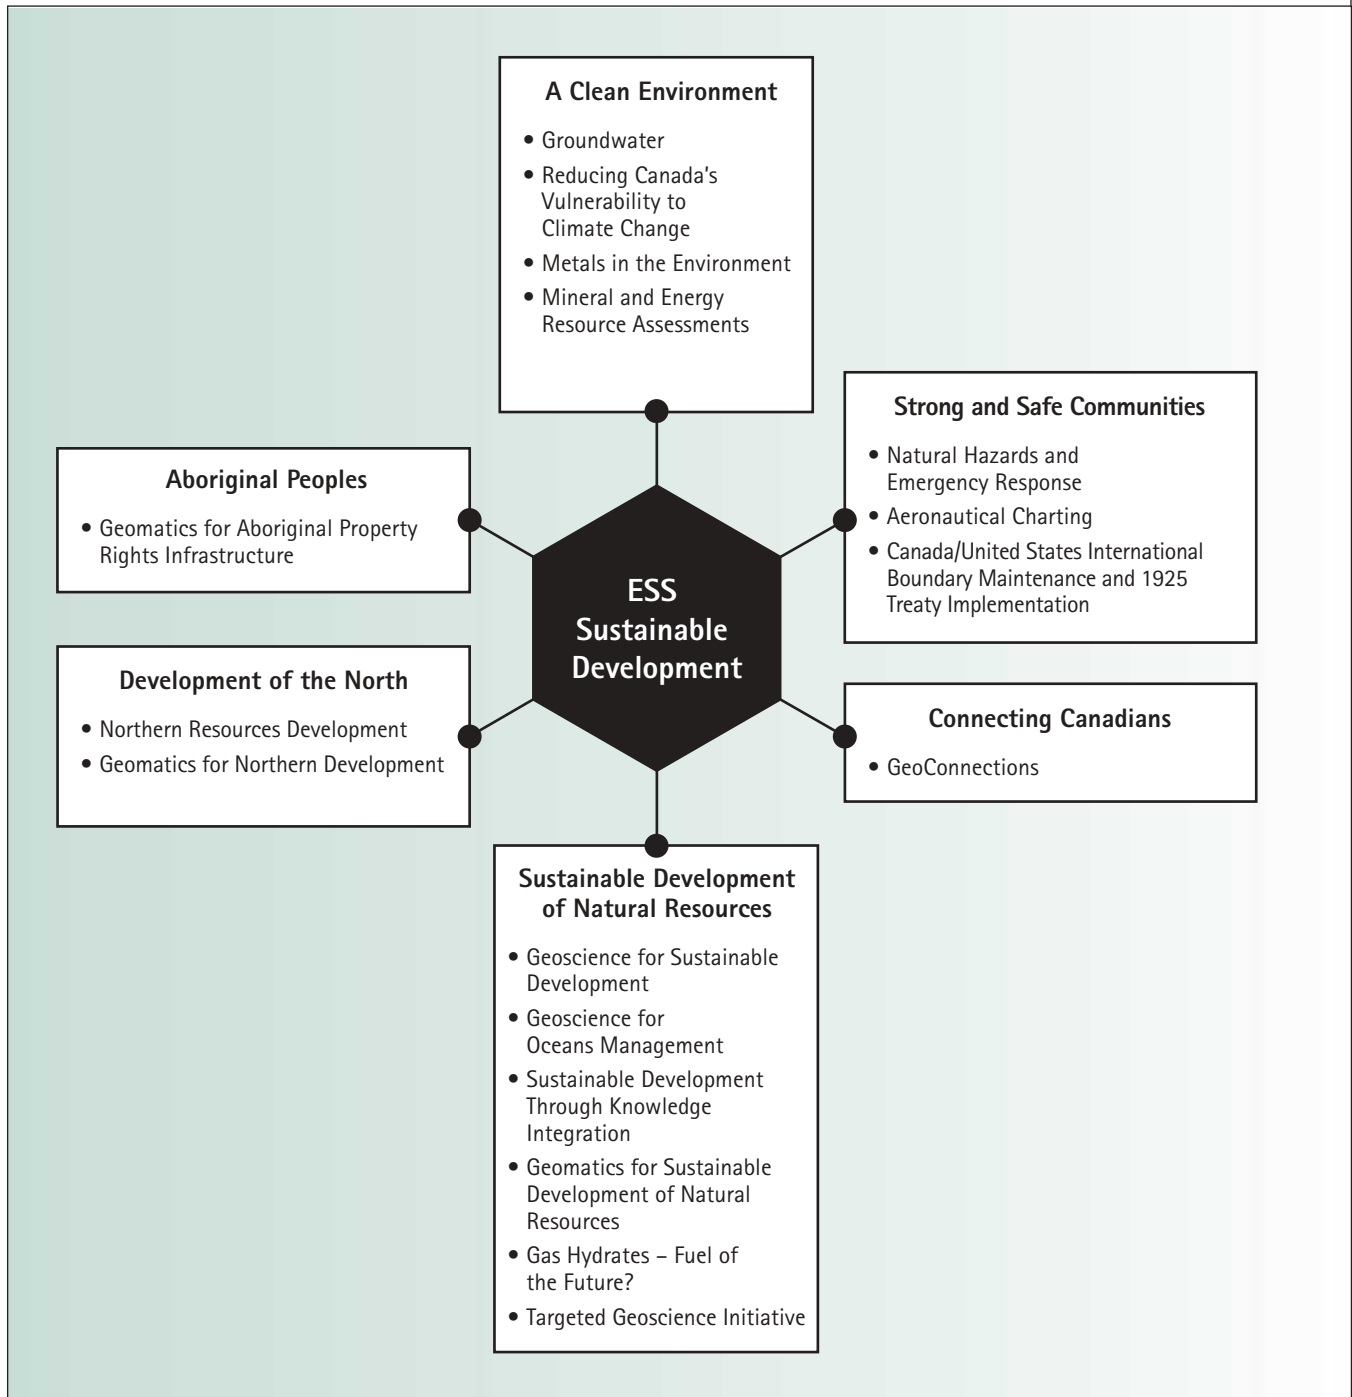 A Clean Environment
• Groundwater
• Reducing Canada's
Vulnerability to
Climate Change
• Metals in the Environment
• Mineral and Energy
Resource Assessments
Strong and Safe Communities
• Natural Hazards and
Emergency Response
• Aeronautical Charting
• Canada/United States International
Boundary Maintenance and 1925
Treaty Implementation
Aboriginal Peoples
• Geomatics for Aboriginal Property
Rights Infrastructure
ESS
Sustainable
Development
Development of the North
• Northern Resources Development
• Geomatics for Northern Development
Connecting Canadians
• GeoConnections
Sustainable Development
of Natural Resources
• Geoscience for Sustainable
Development
• Geoscience for
Oceans Management
• Sustainable Development
Through Knowledge
Integration
• Geomatics for Sustainable
Development of Natural
Resources
• Gas Hydrates – Fuel of
the Future?
• Targeted Geoscience Initiative